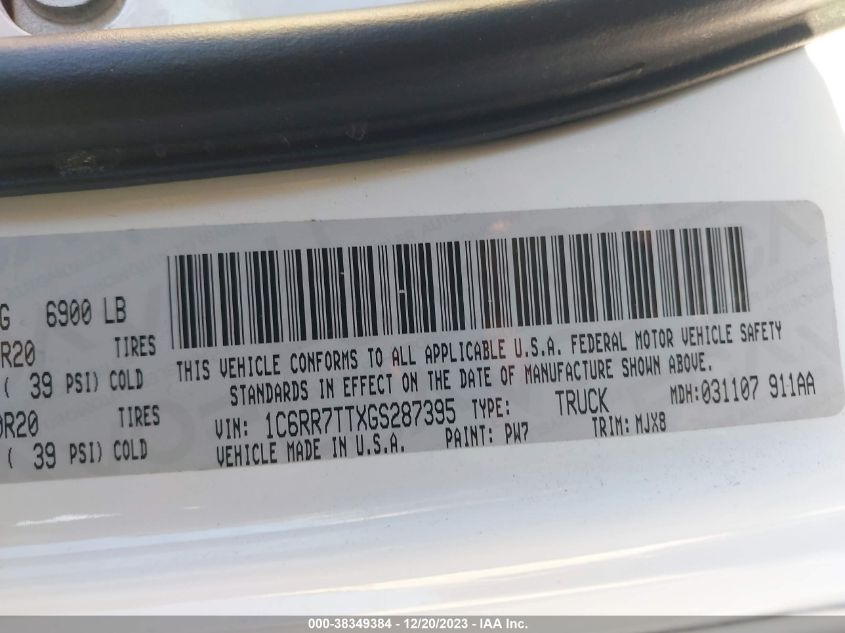 G 6900 LB
R20 TIRES
( 39 PSI) COLD
0R20 TIRES
( 39 PSI) COLD
THIS VEHICLE CONFORMS TO ALL APPLICABLE U.S.A. FEDERAL MOTOR VEHICLE SAFETY
STANDARDS IN EFFECT ON THE DATE OF MANUFACTURE SHOWN ABOVE.
VIN: 1C6RR7TTXGS287395 TYPE: TRUCK MDH:031107 911AA
VEHICLE MADE IN U.S.A. PAINT: PW7 TRIM: MJX8
000-38349384 - 12/20/2023 - IAA Inc.